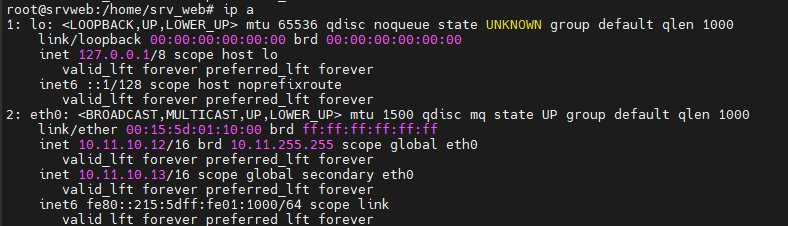 root@srvweb:/home/srv_web# ip a
1: lo: <LOOPBACK,UP,LOWER_UP> mtu 65536 qdisc noqueue state UNKNOWN group default qlen 1000
    link/loopback 00:00:00:00:00:00 brd 00:00:00:00:00:00
    inet 127.0.0.1/8 scope host lo
       valid_lft forever preferred_lft forever
    inet6 ::1/128 scope host noprefixroute
       valid_lft forever preferred_lft forever
2: eth0: <BROADCAST,MULTICAST,UP,LOWER_UP> mtu 1500 qdisc mq state UP group default qlen 1000
    link/ether 00:15:5d:01:10:00 brd ff:ff:ff:ff:ff:ff
    inet 10.11.10.12/16 brd 10.11.255.255 scope global eth0
       valid_lft forever preferred_lft forever
    inet 10.11.10.13/16 scope global secondary eth0
       valid_lft forever preferred_lft forever
    inet6 fe80::215:5dff:fe01:1000/64 scope link
       valid_lft forever preferred_lft forever